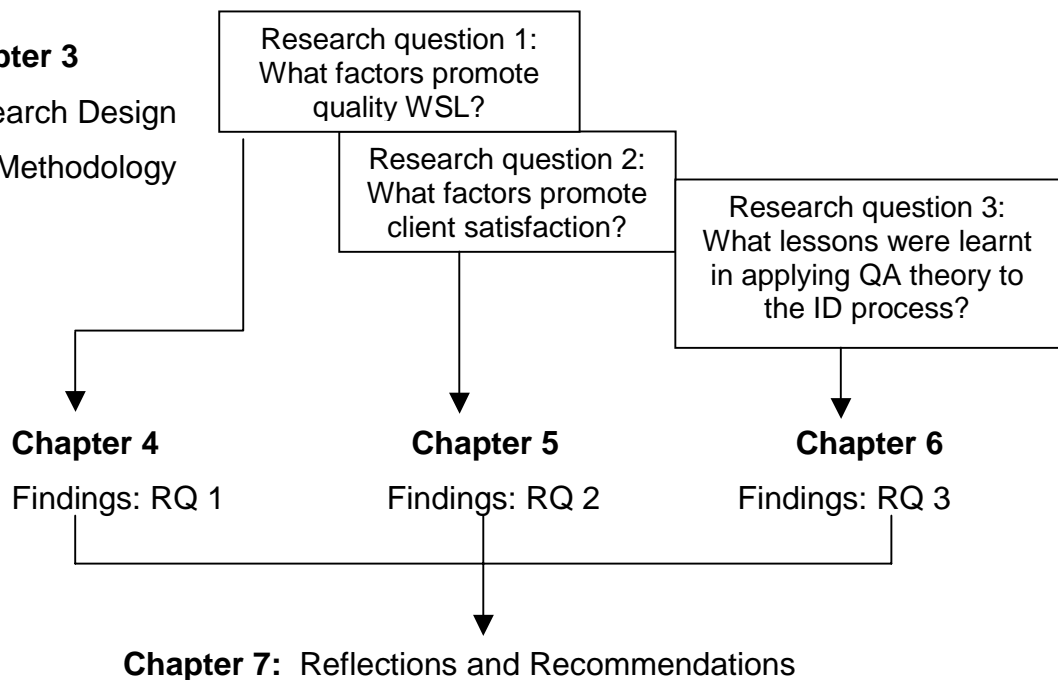 pter 3
earch Design
Methodology
Research question 1:
What factors promote
quality WSL?
Research question 2:
What factors promote
client satisfaction?
Research question 3:
What lessons were learnt
in applying QA theory to
the ID process?
Chapter 4
Findings: RQ 1
Chapter 5
Findings: RQ 2
Chapter 6
Findings: RQ 3
Chapter 7: Reflections and Recommendations